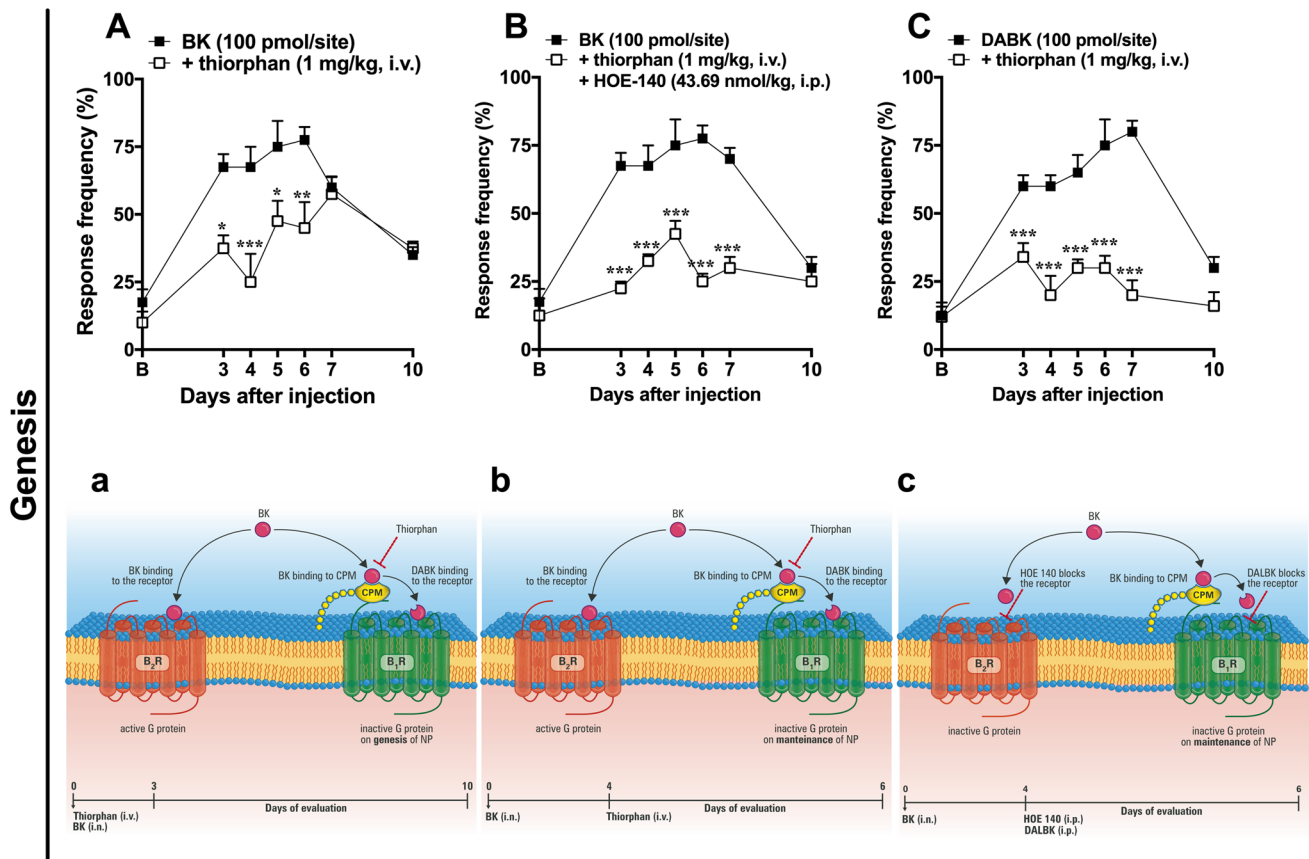 Genesis
A
BK (100 pmol/site)
+ thiorphan (1 mg/kg, i.v.)
Response frequency (%)
100
75
50
25
0
*
***
*
**
B 3 4 5 6 7 10
Days after injection
B
BK (100 pmol/site)
+ thiorphan (1 mg/kg, i.v.)
+ HOE-140 (43.69 nmol/kg, i.p.)
Response frequency (%)
100
75
50
25
0
***
***
***
***
***
B 3 4 5 6 7 10
Days after injection
C
DABK (100 pmol/site)
+ thiorphan (1 mg/kg, i.v.)
Response frequency (%)
100
75
50
25
0
***
***
***
***
***
B 3 4 5 6 7 10
Days after injection
a
BK
Thiorphan
BK binding
to the receptor
BK binding to CPM
DABK binding
to the receptor
CPM
B2R
B1R
active G protein
inactive G protein
on genesis of NP
0 3 10
Days of evaluation
Thiorphan (i.v.)
BK (i.n.)
b
BK
Thiorphan
BK binding
to the receptor
BK binding to CPM
DABK binding
to the receptor
CPM
B2R
B1R
active G protein
inactive G protein
on manteinance of NP
0 4 6
Days of evaluation
BK (i.n.)
Thiorphan (i.v.)
c
BK
HOE 140 blocks
the receptor
BK binding to CPM
DALBK blocks
the receptor
CPM
B2R
B1R
inactive G protein
inactive G protein
on maintenance of NP
0 4 6
Days of evaluation
BK (i.n.)
HOE 140 (i.p.)
DALBK (i.p.)